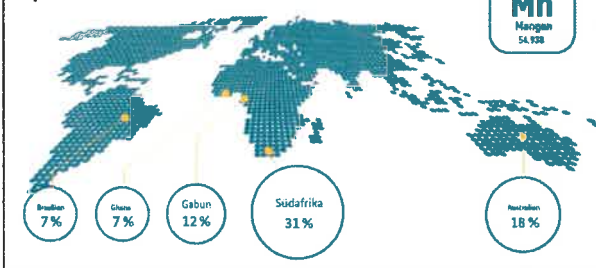 Mn
Mangan
54.938
Brasilien
7 %
Ghana
7 %
Gabun
12 %
Südafrika
31 %
Australien
18 %